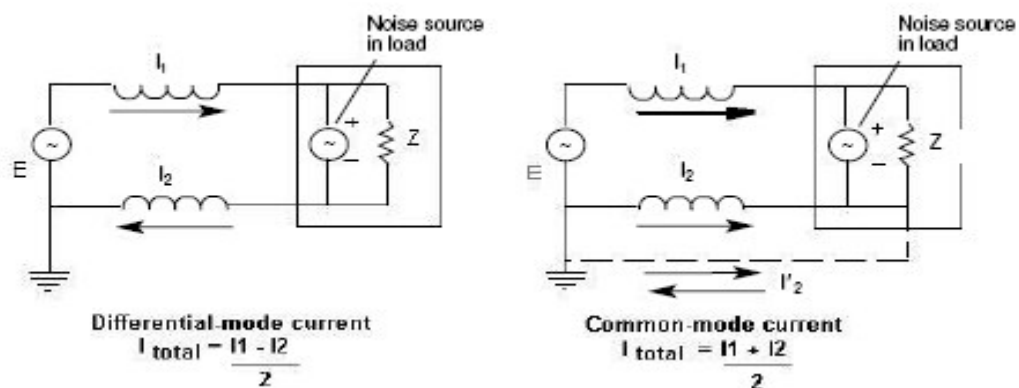 Noise source
in load
I₁
+
~
~
−
Z
E
I₂
Differential-mode current
I total = I1 - I2
2
Noise source
in load
I₁
+
~
~
−
Z
E
I₂
I'₂
Common-mode current
I total = I1 + I2
2